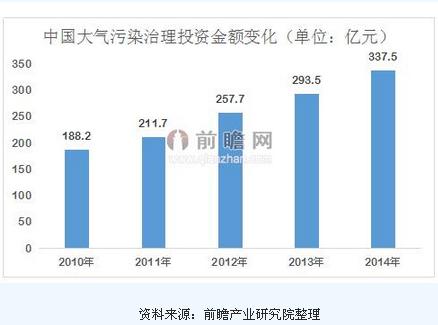 中国大气污染治理投资金额变化（单位：亿元）
350
300
250
200
150
100
50
0
188.2
211.7
257.7
293.5
337.5
前瞻网
www.qianzhan.com
2010年
2011年
2012年
2013年
2014年
资料来源：前瞻产业研究院整理